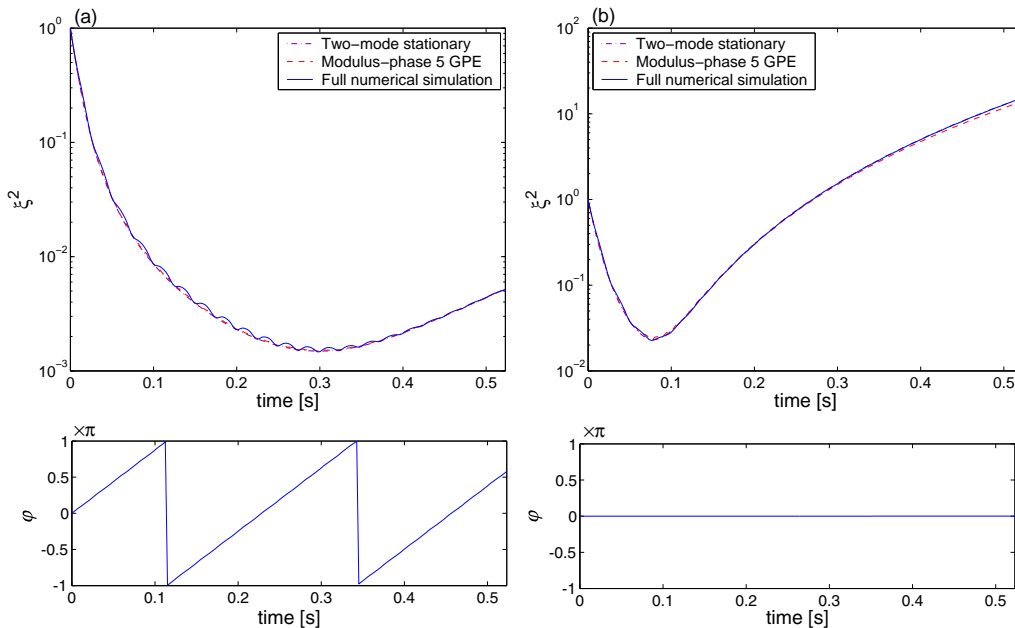 (a)
10^0
10^-1
10^-2
10^-3
ξ^2
Two-mode stationary
Modulus-phase 5 GPE
Full numerical simulation
0 0.1 0.2 0.3 0.4 0.5
time [s]
(b)
10^2
10^1
10^0
10^-1
10^-2
ξ^2
Two-mode stationary
Modulus-phase 5 GPE
Full numerical simulation
0 0.1 0.2 0.3 0.4 0.5
time [s]
×π
1
0.5
0
-0.5
-1
φ
0 0.1 0.2 0.3 0.4 0.5
time [s]
×π
1
0.5
0
-0.5
-1
φ
0 0.1 0.2 0.3 0.4 0.5
time [s]